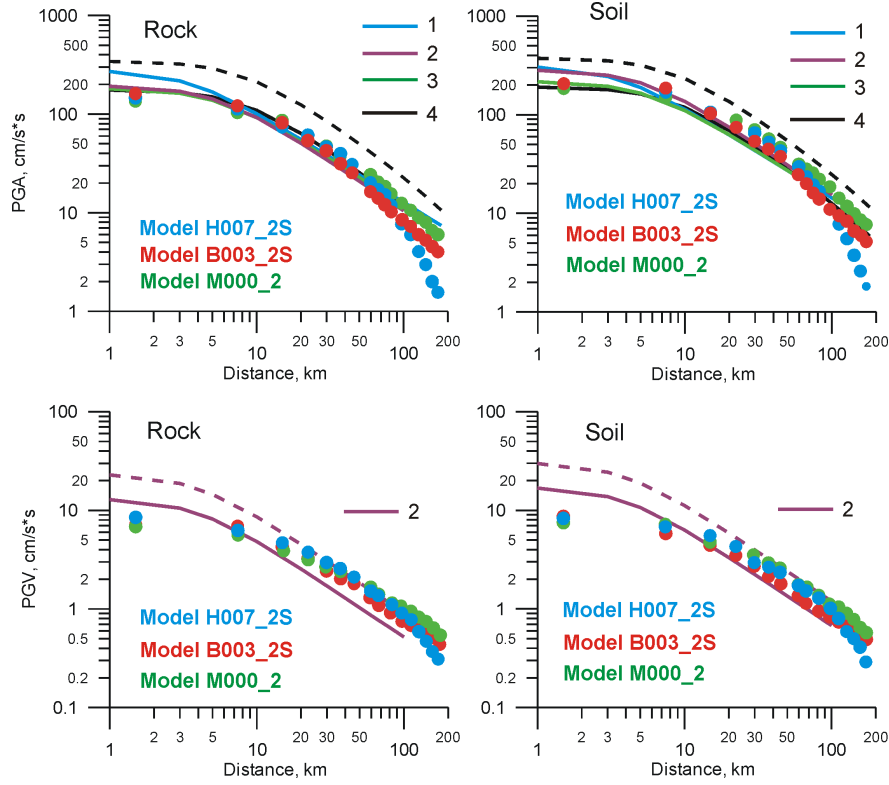 Rock
1000
500
200
100
50
20
10
5
2
1
PGA, cm/s*s
1
2
3
4
Model H007_2S
Model B003_2S
Model M000_2
1 2 3 5 10 20 30 50 100 200
Distance, km
Soil
1000
500
200
100
50
20
10
5
2
1
1
2
3
4
Model H007_2S
Model B003_2S
Model M000_2
1 2 3 5 10 20 30 50 100 200
Distance, km
Rock
100
50
20
10
5
2
1
0.5
0.2
0.1
PGV, cm/s*s
2
Model H007_2S
Model B003_2S
Model M000_2
1 2 3 5 10 20 30 50 100 200
Distance, km
Soil
100
50
20
10
5
2
1
0.5
0.2
0.1
2
Model H007_2S
Model B003_2S
Model M000_2
1 2 3 5 10 20 30 50 100 200
Distance, km